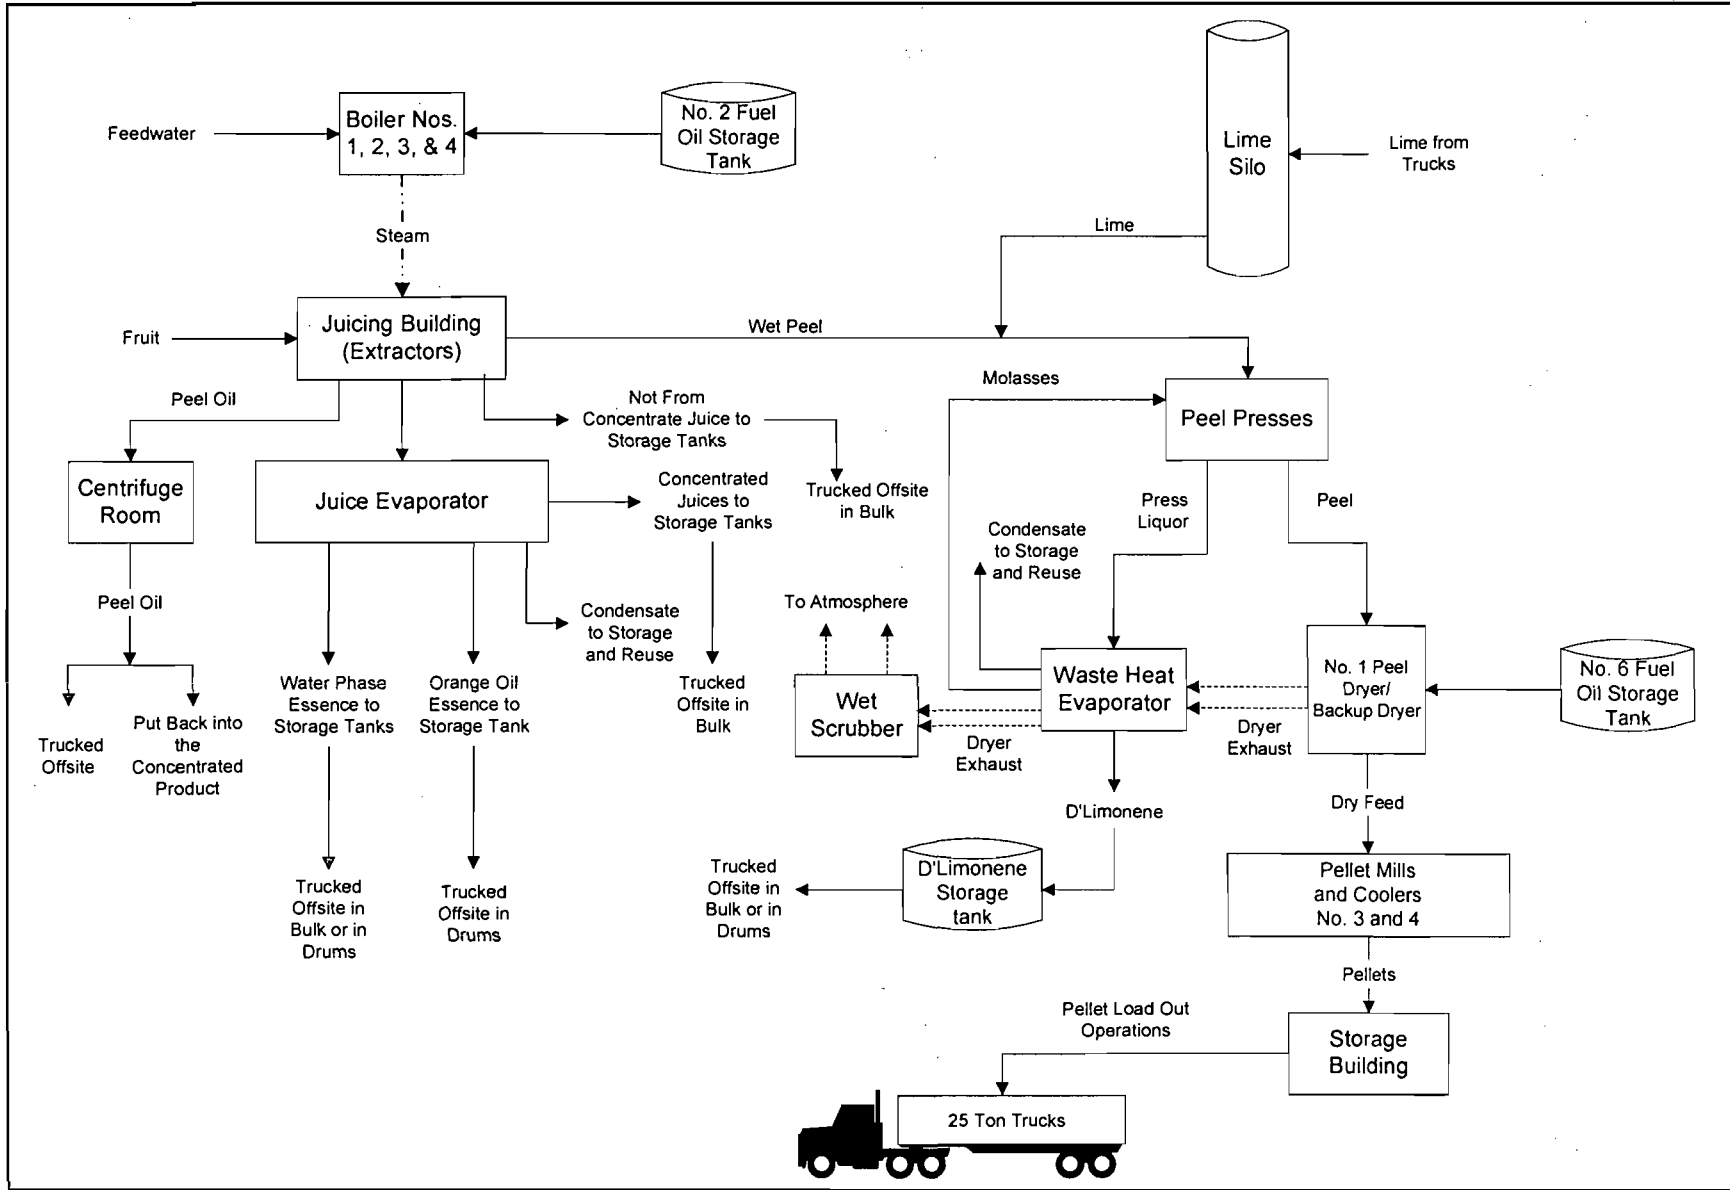 Feedwater
Boiler Nos.
1, 2, 3, & 4
No. 2 Fuel
Oil Storage
Tank
Lime
Silo
Lime from
Trucks
Steam
Lime
Fruit
Juicing Building
(Extractors)
Wet Peel
Peel Oil
Not From
Concentrate Juice to
Storage Tanks
Molasses
Peel Presses
Centrifuge
Room
Juice Evaporator
Concentrated
Juices to
Storage Tanks
Trucked Offsite
in Bulk
Press
Liquor
Peel
Condensate
to Storage
and Reuse
Peel Oil
Condensate
to Storage
and Reuse
To Atmosphere
Water Phase
Essence to
Storage Tanks
Orange Oil
Essence to
Storage Tank
Trucked
Offsite in
Bulk
Wet
Scrubber
Waste Heat
Evaporator
No. 1 Peel
Dryer/
Backup Dryer
No. 6 Fuel
Oil Storage
Tank
Trucked
Offsite
Put Back into
the
Concentrated
Product
Dryer
Exhaust
Dryer
Exhaust
D'Limonene
Dry Feed
Trucked
Offsite in
Bulk or in
Drums
Trucked
Offsite in
Drums
Trucked
Offsite in
Bulk or in
Drums
D'Limonene
Storage
tank
Pellet Mills
and Coolers
No. 3 and 4
Pellets
Pellet Load Out
Operations
Storage
Building
25 Ton Trucks